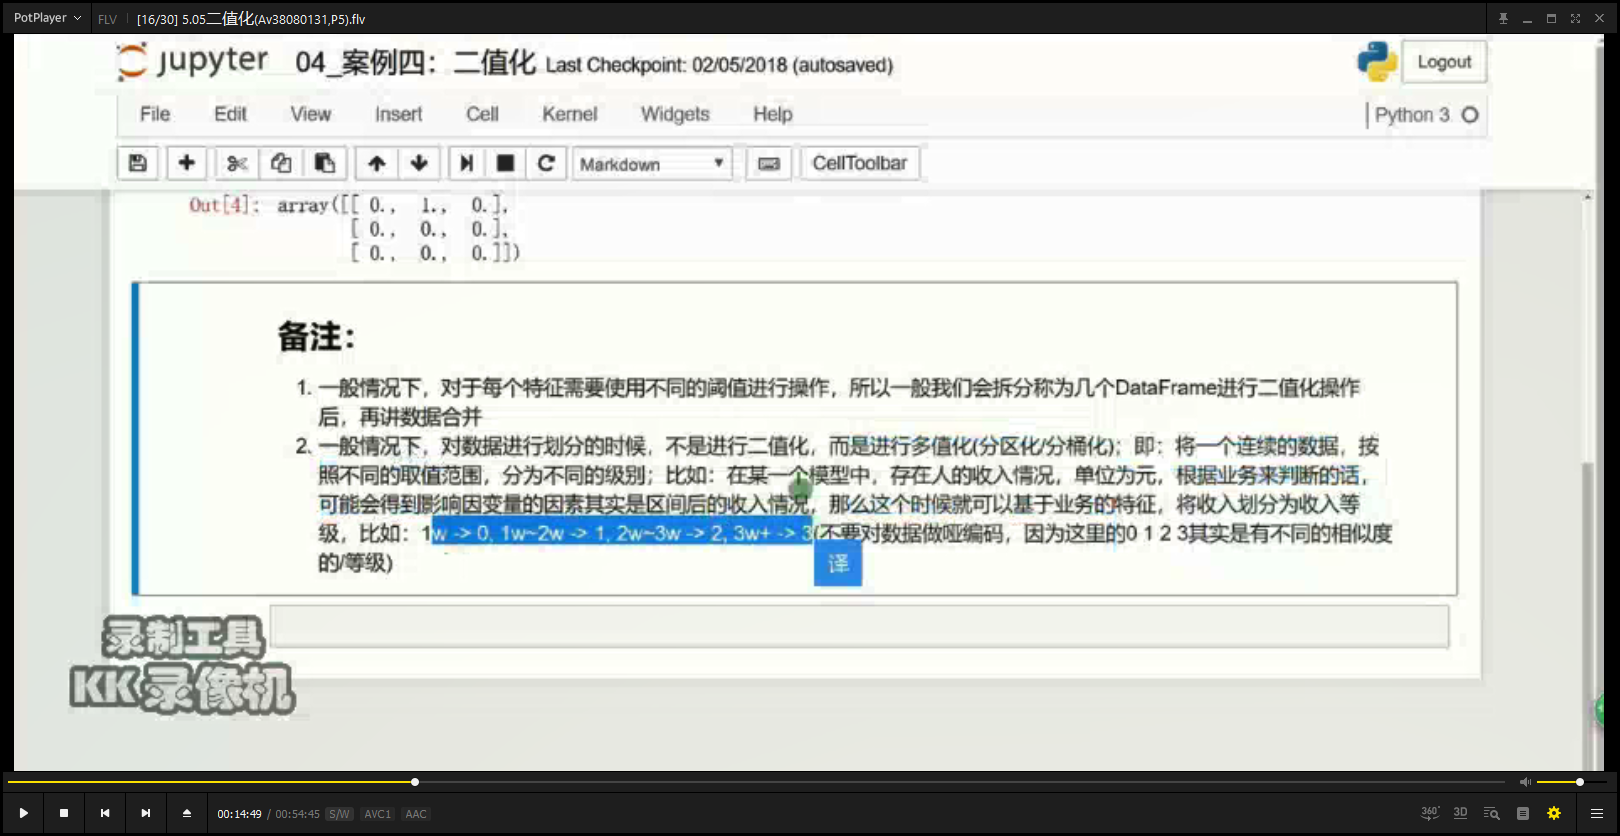 PotPlayer FLV [16/30] 5.05二值化(Av38080131,P5).flv
jupyter 04_案例四：二值化 Last Checkpoint: 02/05/2018 (autosaved) Logout
File Edit View Insert Cell Kernel Widgets Help Python 3
Markdown CellToolbar
Out[4]: array([[ 0., 1., 0.],
[ 0., 0., 0.],
[ 0., 0., 0.]])
备注：
1. 一般情况下，对于每个特征需要使用不同的阈值进行操作，所以一般我们会拆分称为几个DataFrame进行二值化操作
后，再讲数据合并
2. 一般情况下，对数据进行划分的时候，不是进行二值化，而是进行多值化(分区化/分桶化)；即：将一个连续的数据，按
照不同的取值范围，分为不同的级别；比如：在某一个模型中，存在人的收入情况，单位为元，根据业务来判断的话，
可能会得到影响因变量的因素其实是区间后的收入情况，那么这个时候就可以基于业务的特征，将收入划分为收入等
级，比如：1w -> 0, 1w~2w -> 1, 2w~3w -> 2, 3w+ -> 3(不要对数据做哑编码，因为这里的0 1 2 3其实是有不同的相似度
的/等级)
译
录制工具
KK录像机
00:14:49 / 00:54:45 S/W AVC1 AAC 360° 3D